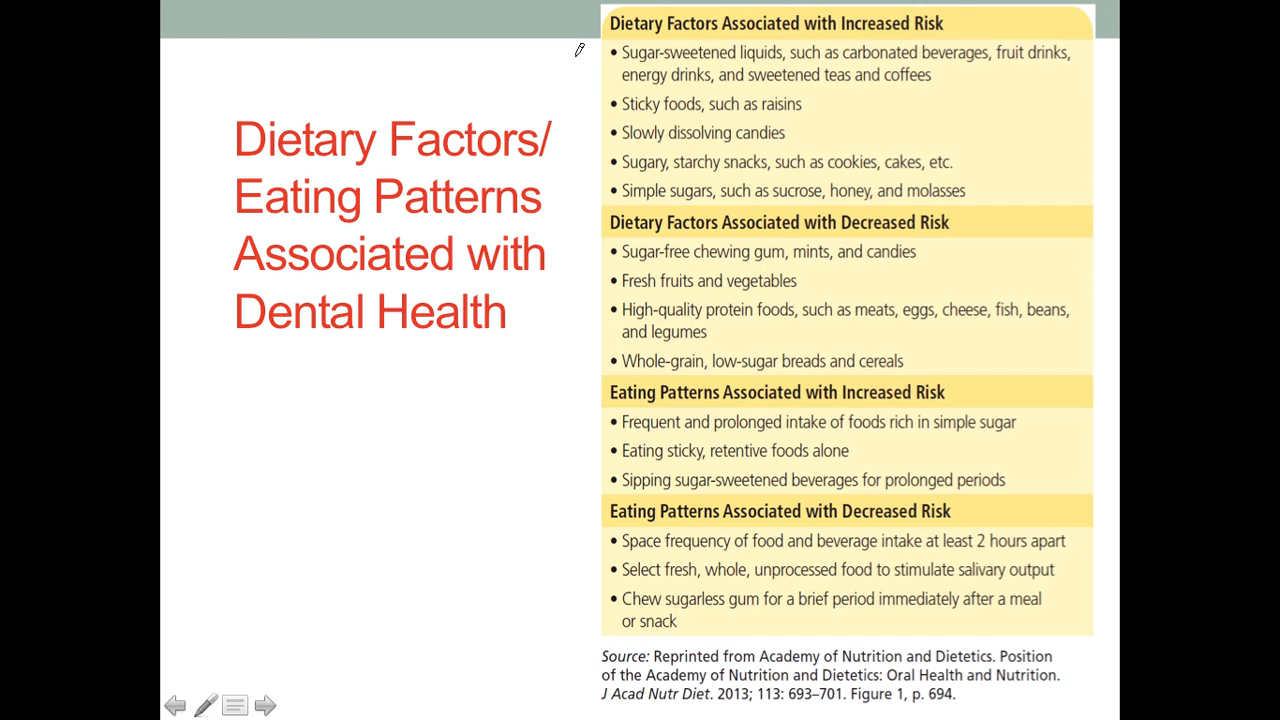 Dietary Factors/
Eating Patterns
Associated with
Dental Health
Dietary Factors Associated with Increased Risk
• Sugar-sweetened liquids, such as carbonated beverages, fruit drinks,
energy drinks, and sweetened teas and coffees
• Sticky foods, such as raisins
• Slowly dissolving candies
• Sugary, starchy snacks, such as cookies, cakes, etc.
• Simple sugars, such as sucrose, honey, and molasses
Dietary Factors Associated with Decreased Risk
• Sugar-free chewing gum, mints, and candies
• Fresh fruits and vegetables
• High-quality protein foods, such as meats, eggs, cheese, fish, beans,
and legumes
• Whole-grain, low-sugar breads and cereals
Eating Patterns Associated with Increased Risk
• Frequent and prolonged intake of foods rich in simple sugar
• Eating sticky, retentive foods alone
• Sipping sugar-sweetened beverages for prolonged periods
Eating Patterns Associated with Decreased Risk
• Space frequency of food and beverage intake at least 2 hours apart
• Select fresh, whole, unprocessed food to stimulate salivary output
• Chew sugarless gum for a brief period immediately after a meal
or snack
Source: Reprinted from Academy of Nutrition and Dietetics. Position
of the Academy of Nutrition and Dietetics: Oral Health and Nutrition.
J Acad Nutr Diet. 2013; 113: 693–701. Figure 1, p. 694.